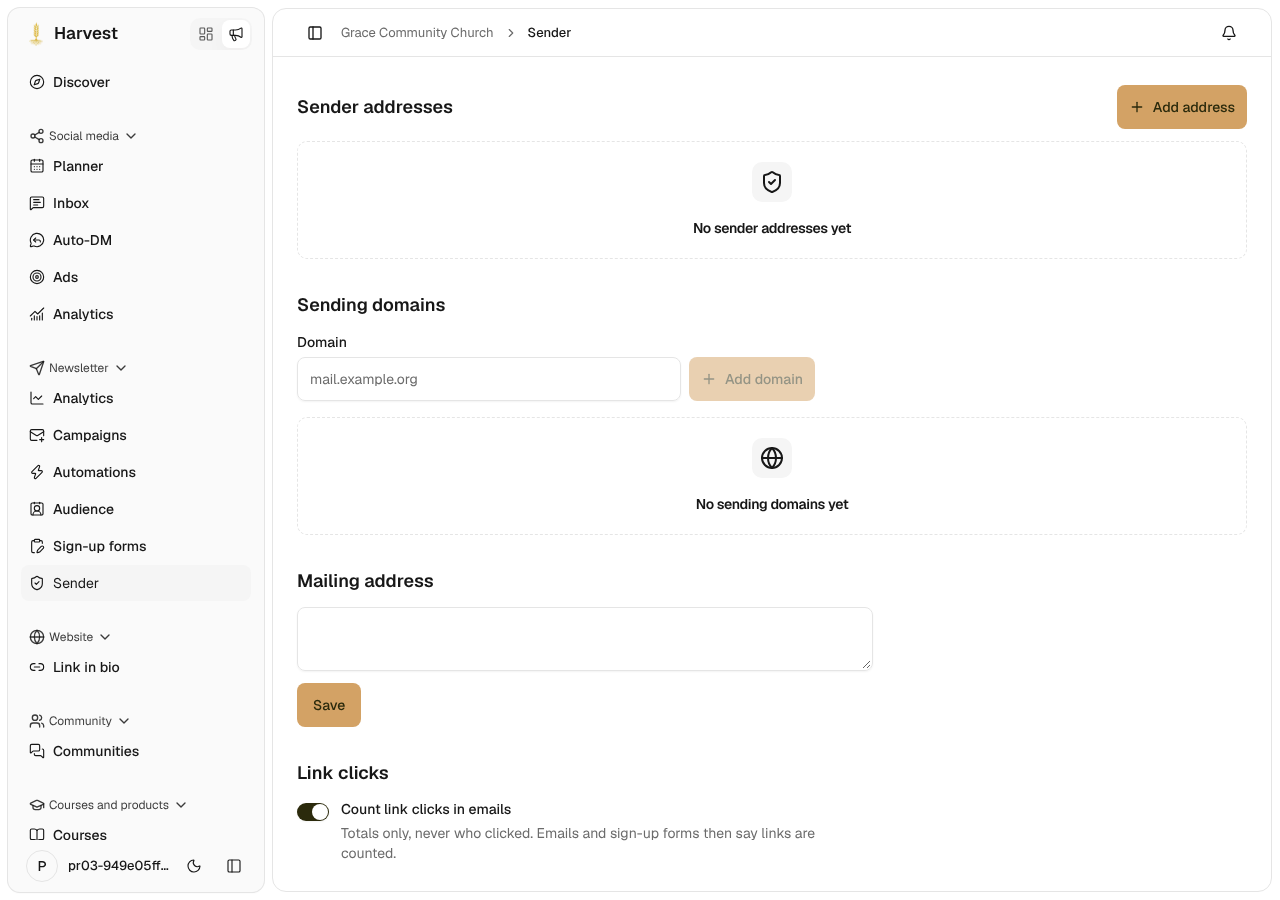 Harvest
Discover
Social media
Planner
Inbox
Auto-DM
Ads
Analytics
Newsletter
Analytics
Campaigns
Automations
Audience
Sign-up forms
Sender
Website
Link in bio
Community
Communities
Courses and products
Courses
P pr03-949e05ff...
Grace Community Church > Sender
Sender addresses
+ Add address
No sender addresses yet
Sending domains
Domain
mail.example.org
+ Add domain
No sending domains yet
Mailing address
Save
Link clicks
Count link clicks in emails
Totals only, never who clicked. Emails and sign-up forms then say links are
counted.